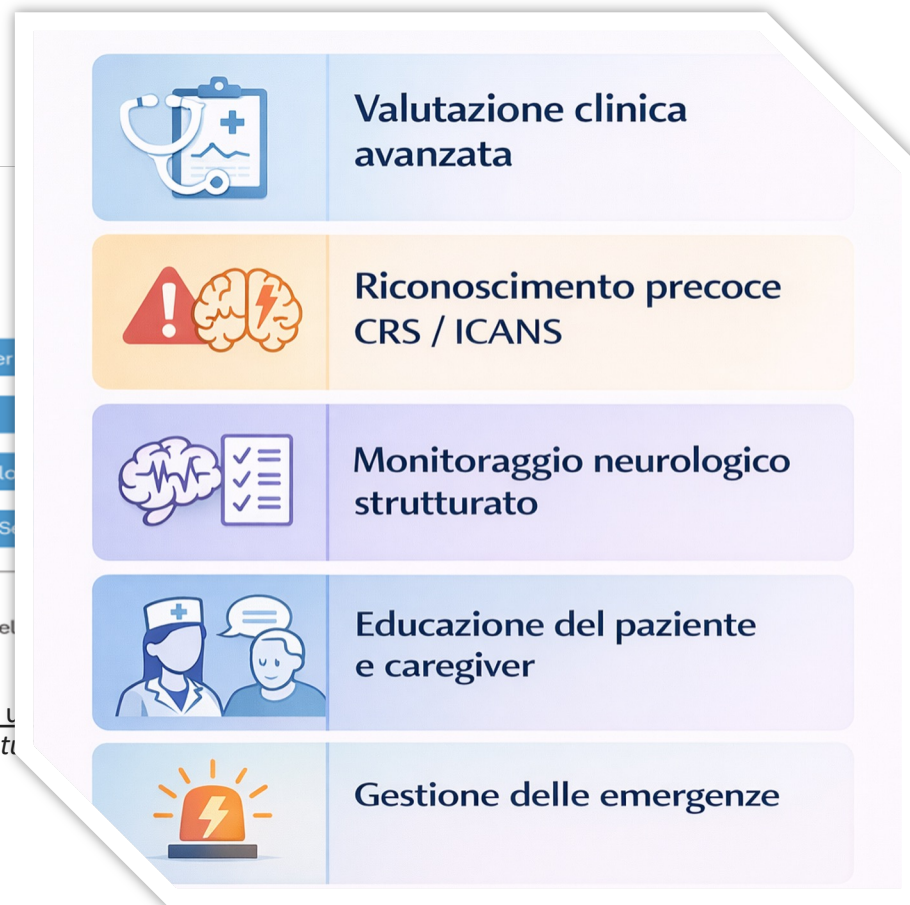 Valutazione clinica
avanzata
Riconoscimento precoce
CRS / ICANS
Monitoraggio neurologico
strutturato
Educazione del paziente
e caregiver
Gestione delle emergenze